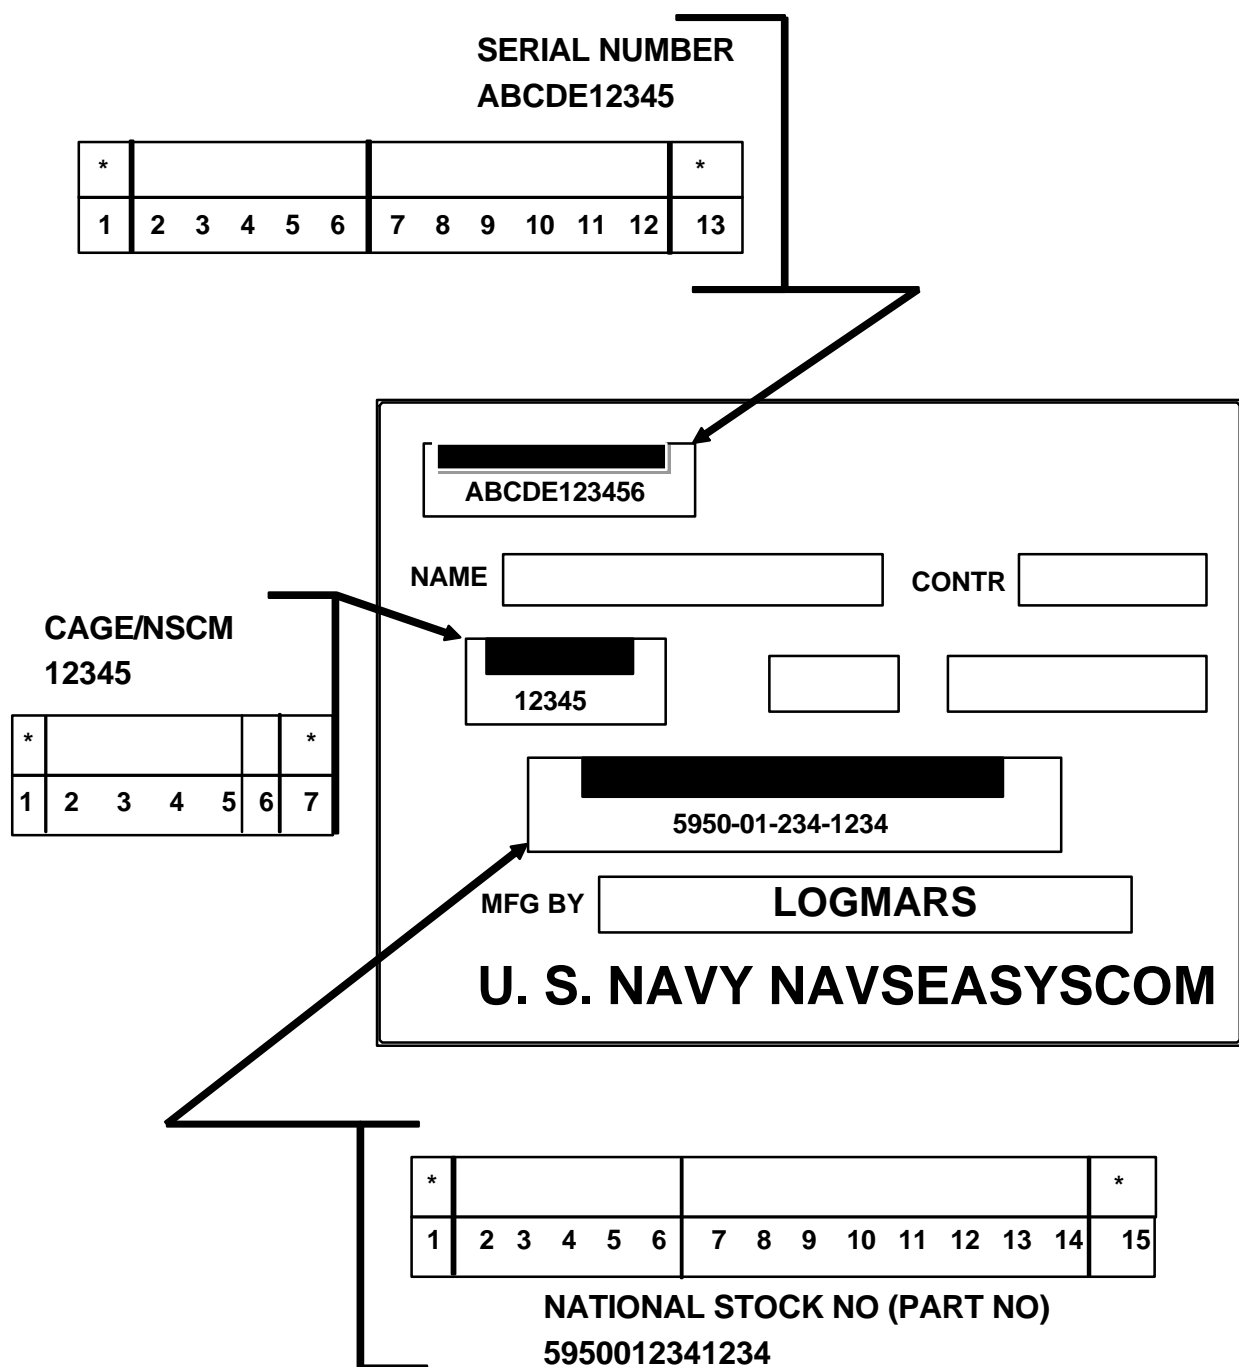 SERIAL NUMBER
ABCDE12345
* *
1 2 3 4 5 6 7 8 9 10 11 12 13
ABCDE123456
NAME CONTR
CAGE/NSCM
12345
* *
1 2 3 4 5 6 7
12345
5950-01-234-1234
MFG BY LOGMARS
U. S. NAVY NAVSEASYSCOM
* *
1 2 3 4 5 6 7 8 9 10 11 12 13 14 15
NATIONAL STOCK NO (PART NO)
5950012341234